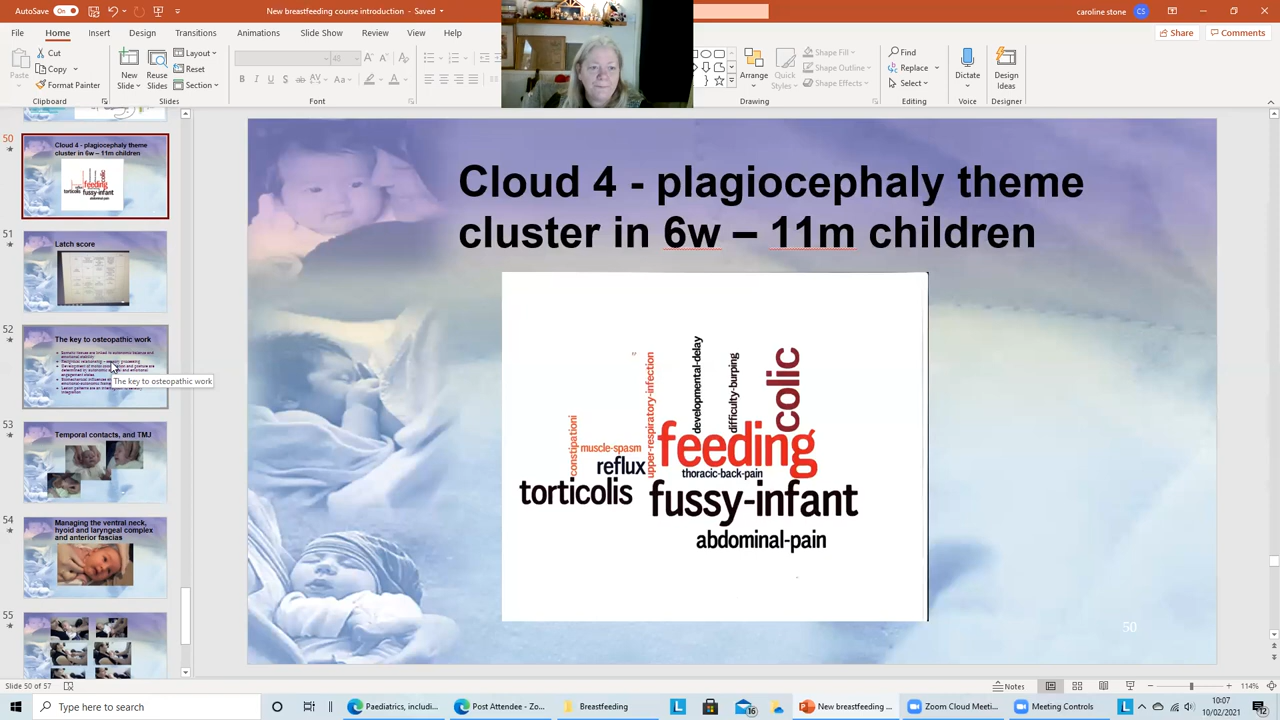 AutoSave On
New breastfeeding course introduction - Saved
caroline stone CS
File Home Insert Design Transitions Animations Slide Show Review View Help
Share Comments
Paste
Cut
Copy
Format Painter
Clipboard
New Slide
Reuse Slides
Layout
Reset
Section
Slides
48
B I U S
Aa
A
Font
Paragraph
Arrange
Quick Styles
Shape Fill
Shape Outline
Shape Effects
Drawing
Find
Replace
Select
Editing
Dictate
Voice
Design Ideas
Designer
50
Cloud 4 - plagiocephaly theme
cluster in 6w – 11m children
51
Latch score
52
The key to osteopathic work
The key to osteopathic work
53
Temporal contacts, and TMJ
54
Managing the ventral neck,
hyoid and laryngeal complex
and anterior fascias
55
Cloud 4 - plagiocephaly theme
cluster in 6w – 11m children
constipationi
muscle-spasm
upper-respiratory-infection
developmental-delay
difficulty-burping
colic
feeding
reflux
thoracic-back-pain
torticolis
fussy-infant
abdominal-pain
50
Slide 50 of 57
Notes
114%
Type here to search
Paediatrics, includi...
Post Attendee - Zo...
Breastfeeding
L
16
New breastfeeding ...
Zoom Cloud Meeti...
Meeting Controls
L
10:07
10/02/2021
12